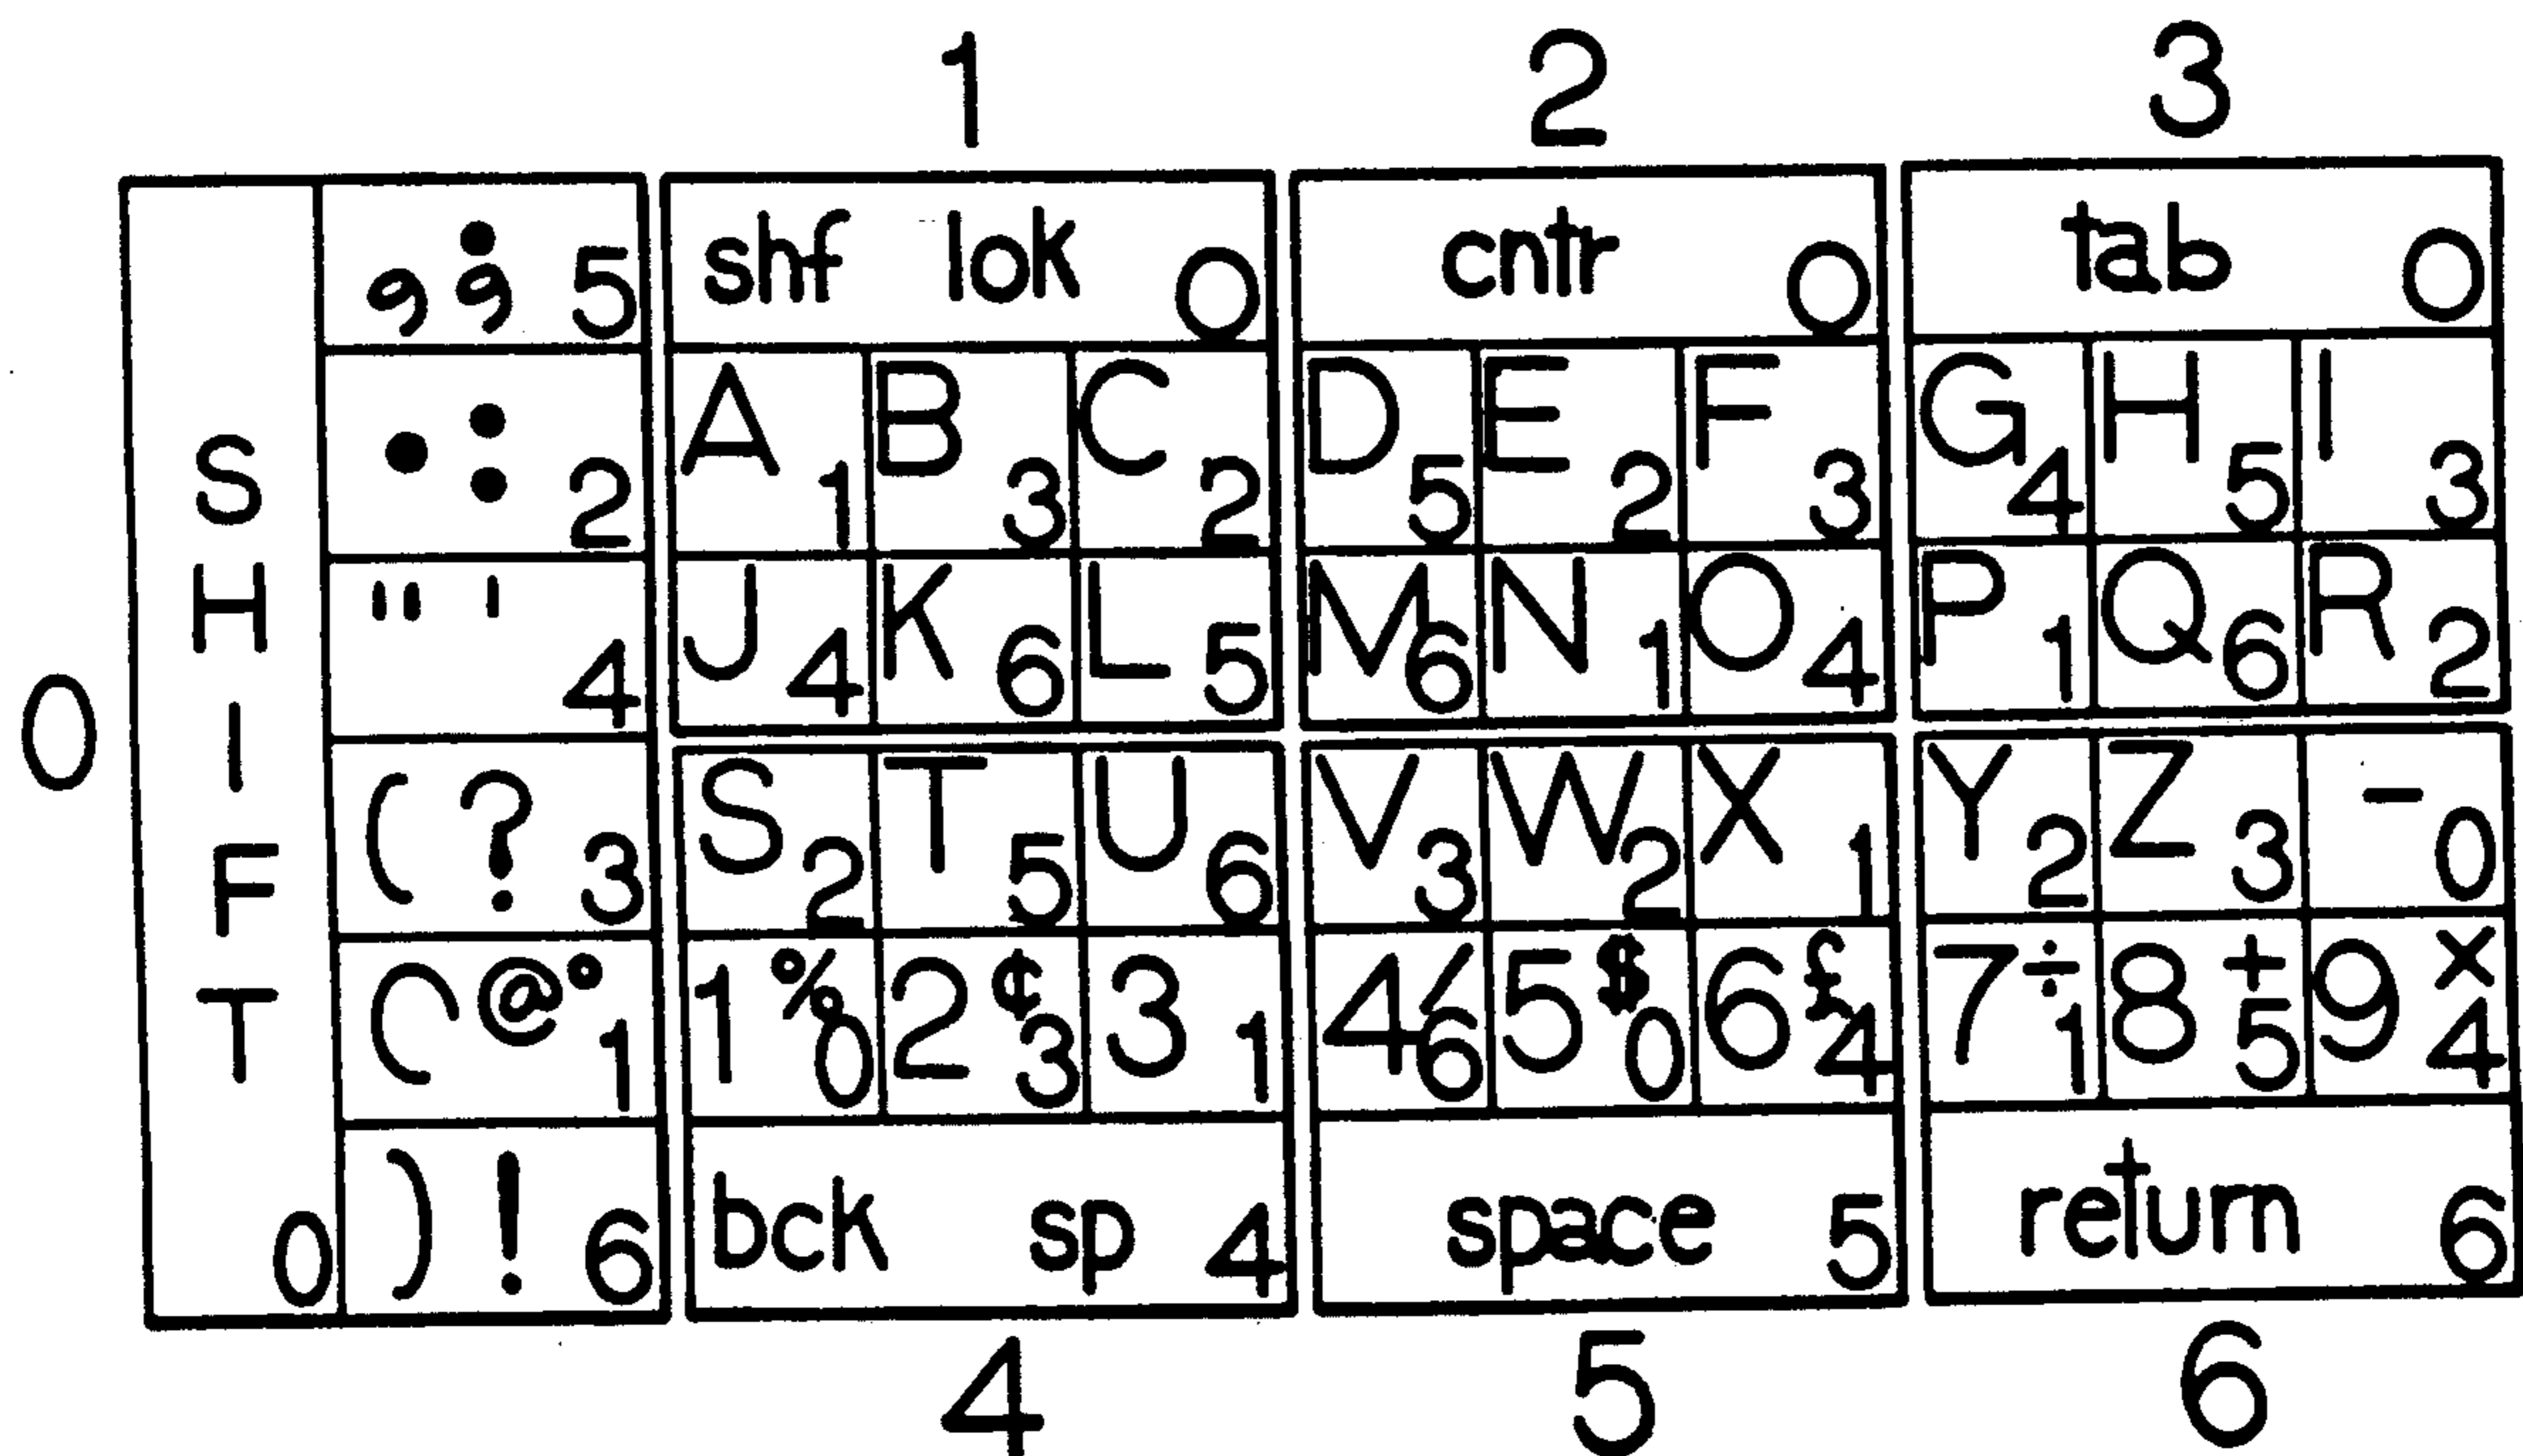 1 2 3
, ; 5 shf lok 0 cntr 0 tab 0
. : 2 A 1 B 3 C 2 D 5 E 2 F 3 G 4 H 5 I 3
" ' 4 J 4 K 6 L 5 M 6 N 1 O 4 P 1 Q 6 R 2
0
SHIFT 0
( ? 3 S 2 T 5 U 6 V 3 W 2 X 1 Y 2 Z 3 - 0
@ ° 1 1 % 0 2 ¢ 3 3 1 4 / 6 5 $ 0 6 £ 4 7 ÷ 1 8 + 5 9 × 4
) ! 6 bck sp 4 space 5 return 6
4 5 6